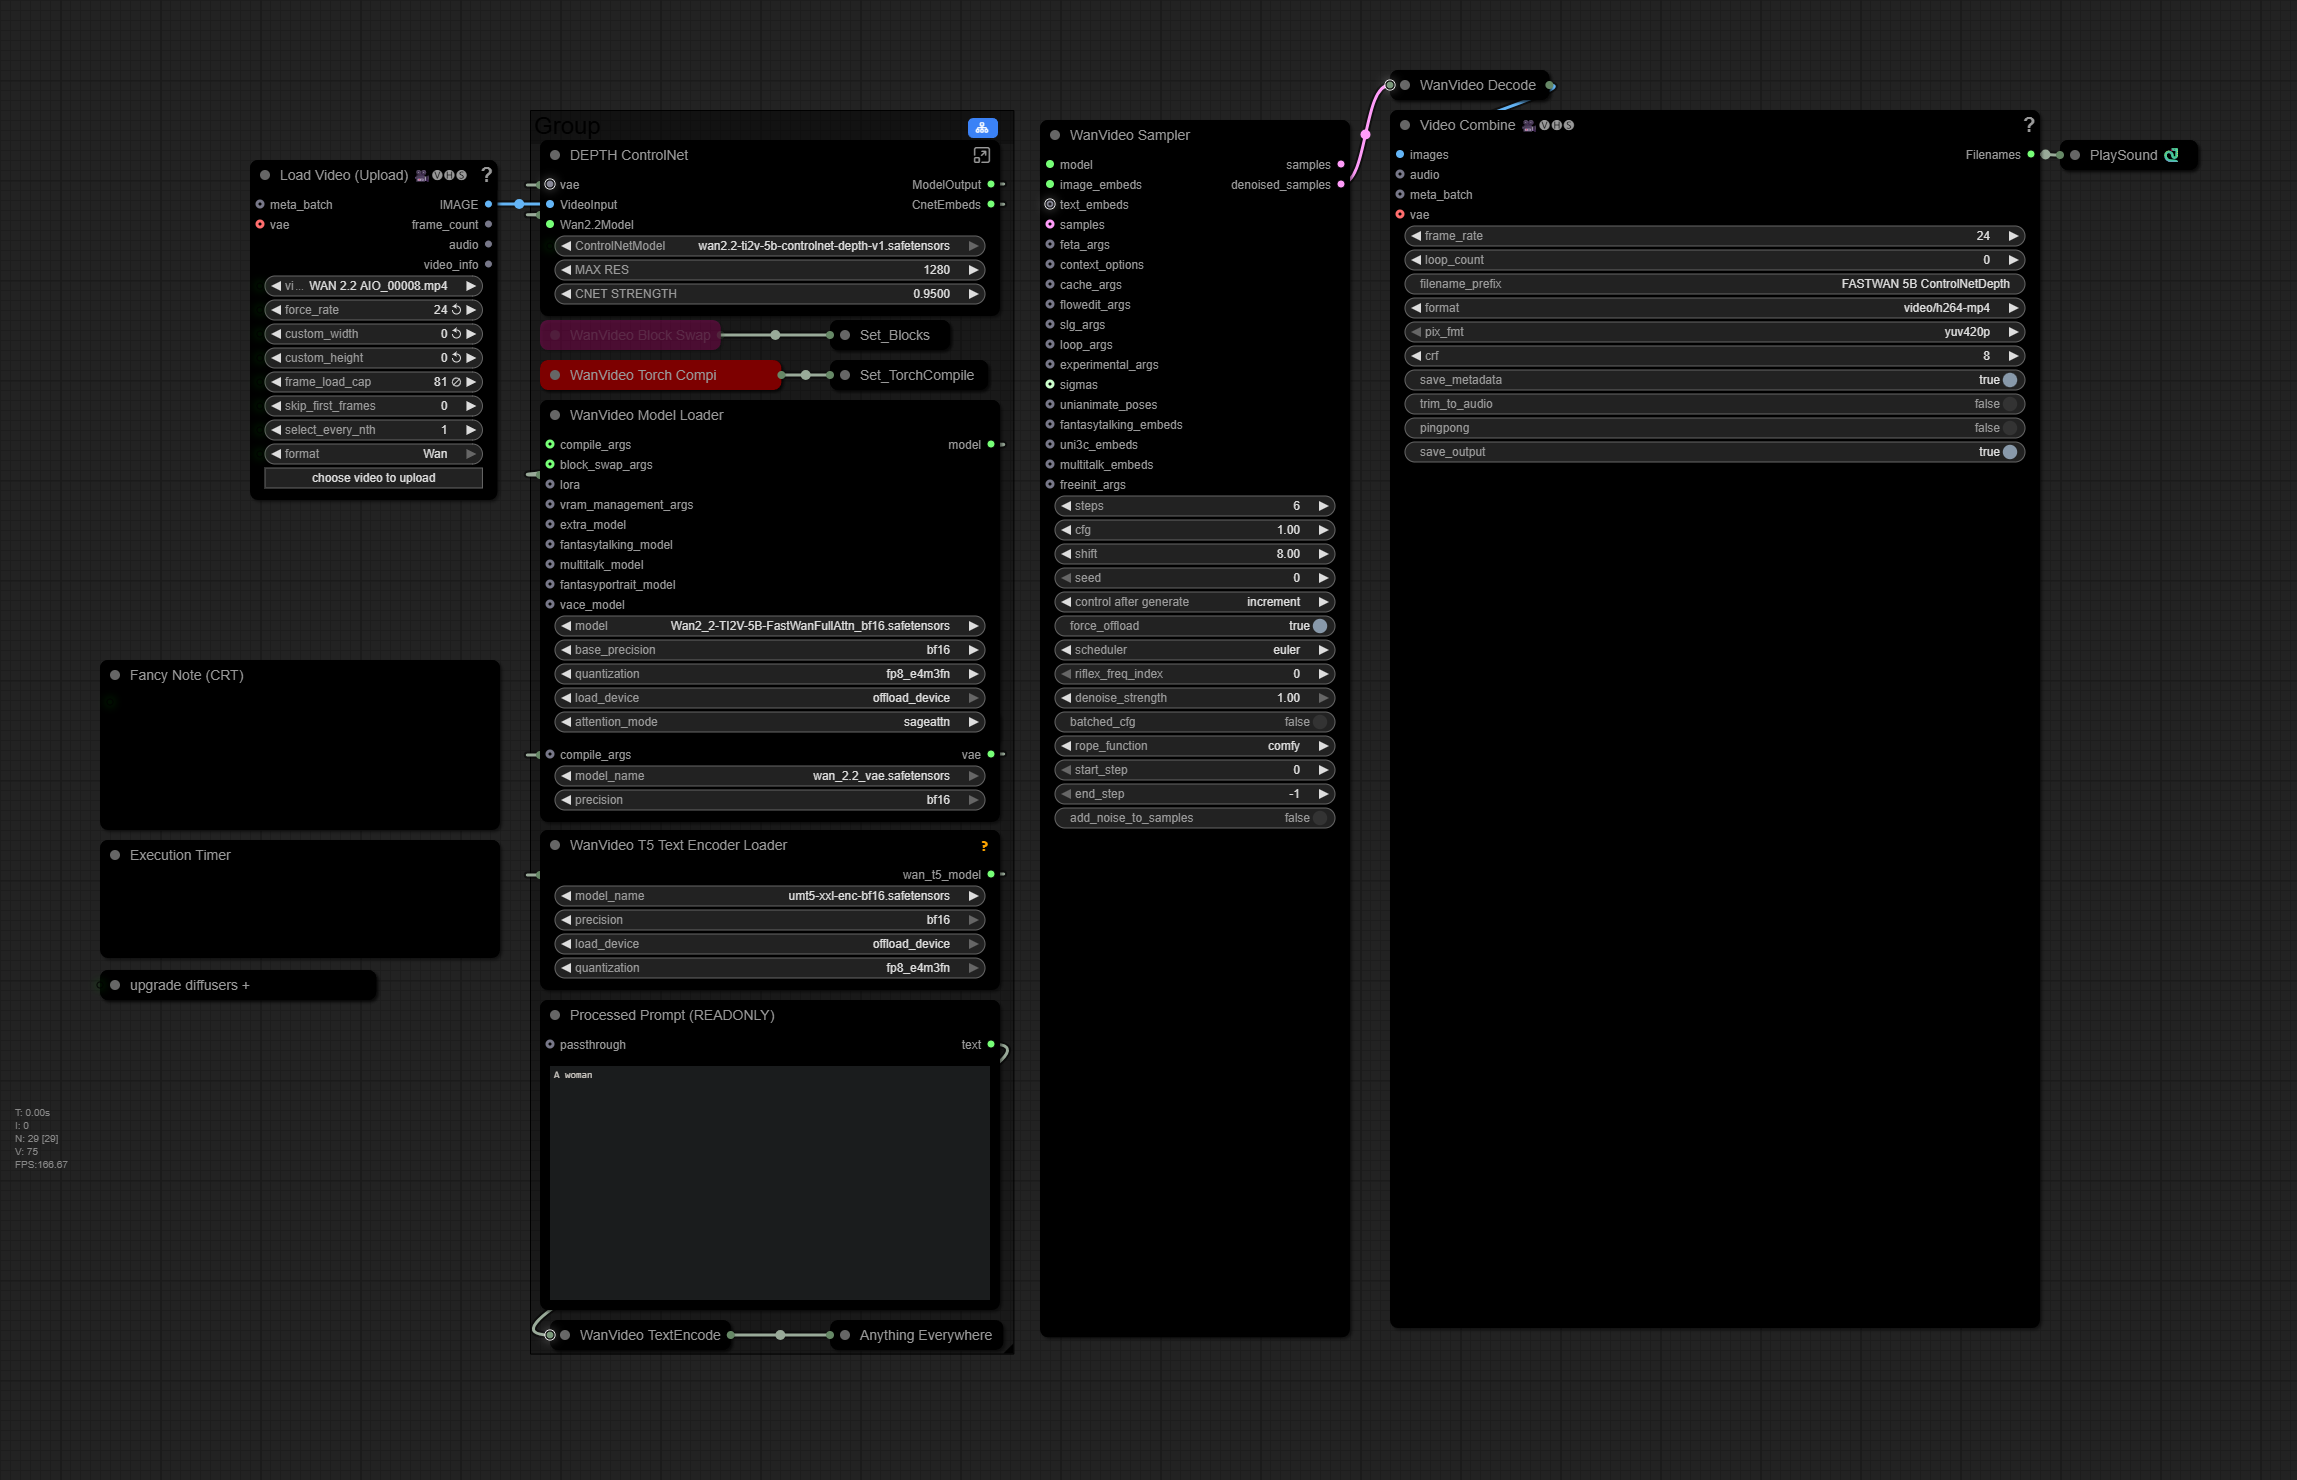 Load Video (Upload) 🎥🅥🅗🅢 ?
meta_batch IMAGE
vae frame_count
audio
video_info
vi ... WAN 2.2 AIO_00008.mp4
force_rate 24
custom_width 0
custom_height 0
frame_load_cap 81
skip_first_frames 0
select_every_nth 1
format Wan
choose video to upload
Fancy Note (CRT)
Execution Timer
upgrade diffusers +
T: 0.00s
I: 0
N: 29 [29]
V: 75
FPS:166.67
Group
DEPTH ControlNet
vae ModelOutput
VideoInput CnetEmbeds
Wan2.2Model
ControlNetModel wan2.2-ti2v-5b-controlnet-depth-v1.safetensors
MAX RES 1280
CNET STRENGTH 0.9500
WanVideo Block Swap Set_Blocks
WanVideo Torch Compi Set_TorchCompile
WanVideo Model Loader
compile_args model
block_swap_args
lora
vram_management_args
extra_model
fantasytalking_model
multitalk_model
fantasyportrait_model
vace_model
model Wan2_2-TI2V-5B-FastWanFullAttn_bf16.safetensors
base_precision bf16
quantization fp8_e4m3fn
load_device offload_device
attention_mode sageattn
compile_args vae
model_name wan_2.2_vae.safetensors
precision bf16
WanVideo T5 Text Encoder Loader ?
wan_t5_model
model_name umt5-xxl-enc-bf16.safetensors
precision bf16
load_device offload_device
quantization fp8_e4m3fn
Processed Prompt (READONLY)
passthrough text
A woman
WanVideo TextEncode Anything Everywhere
WanVideo Sampler
model samples
image_embeds denoised_samples
text_embeds
samples
feta_args
context_options
cache_args
flowedit_args
slg_args
loop_args
experimental_args
sigmas
unianimate_poses
fantasytalking_embeds
uni3c_embeds
multitalk_embeds
freeinit_args
steps 6
cfg 1.00
shift 8.00
seed 0
control after generate increment
force_offload true
scheduler euler
riflex_freq_index 0
denoise_strength 1.00
batched_cfg false
rope_function comfy
start_step 0
end_step -1
add_noise_to_samples false
WanVideo Decode
Video Combine 🎥🅥🅗🅢 ?
images Filenames
audio
meta_batch
vae
frame_rate 24
loop_count 0
filename_prefix FASTWAN 5B ControlNetDepth
format video/h264-mp4
pix_fmt yuv420p
crf 8
save_metadata true
trim_to_audio false
pingpong false
save_output true
PlaySound